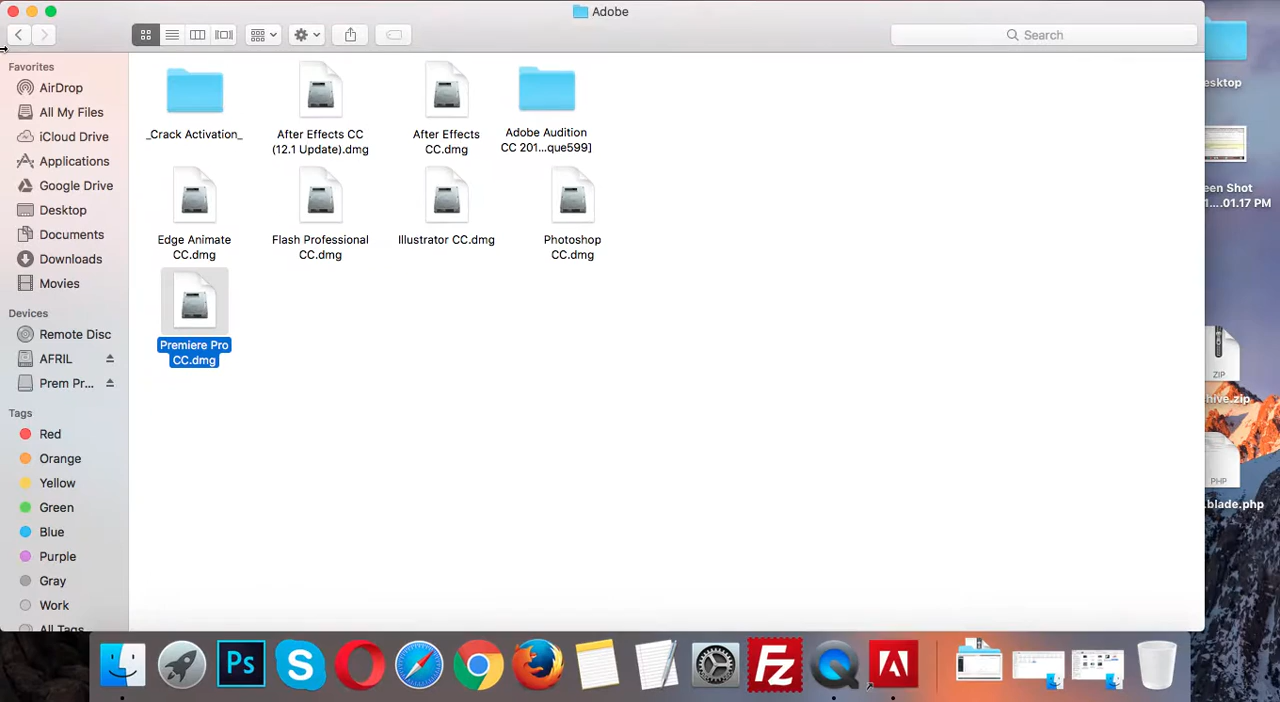 Adobe
Search
Favorites
AirDrop
All My Files
iCloud Drive
Applications
Google Drive
Desktop
Documents
Downloads
Movies
Devices
Remote Disc
AFRIL
Prem Pr...
Tags
Red
Orange
Yellow
Green
Blue
Purple
Gray
Work
All Tags...
_Crack Activation_
After Effects CC
(12.1 Update).dmg
After Effects
CC.dmg
Adobe Audition
CC 201...que599]
Edge Animate
CC.dmg
Flash Professional
CC.dmg
Illustrator CC.dmg
Photoshop
CC.dmg
Premiere Pro
CC.dmg
esktop
een Shot
1....01.17 PM
ZIP
hive.zip
PHP
.blade.php
Ps
S
Fz